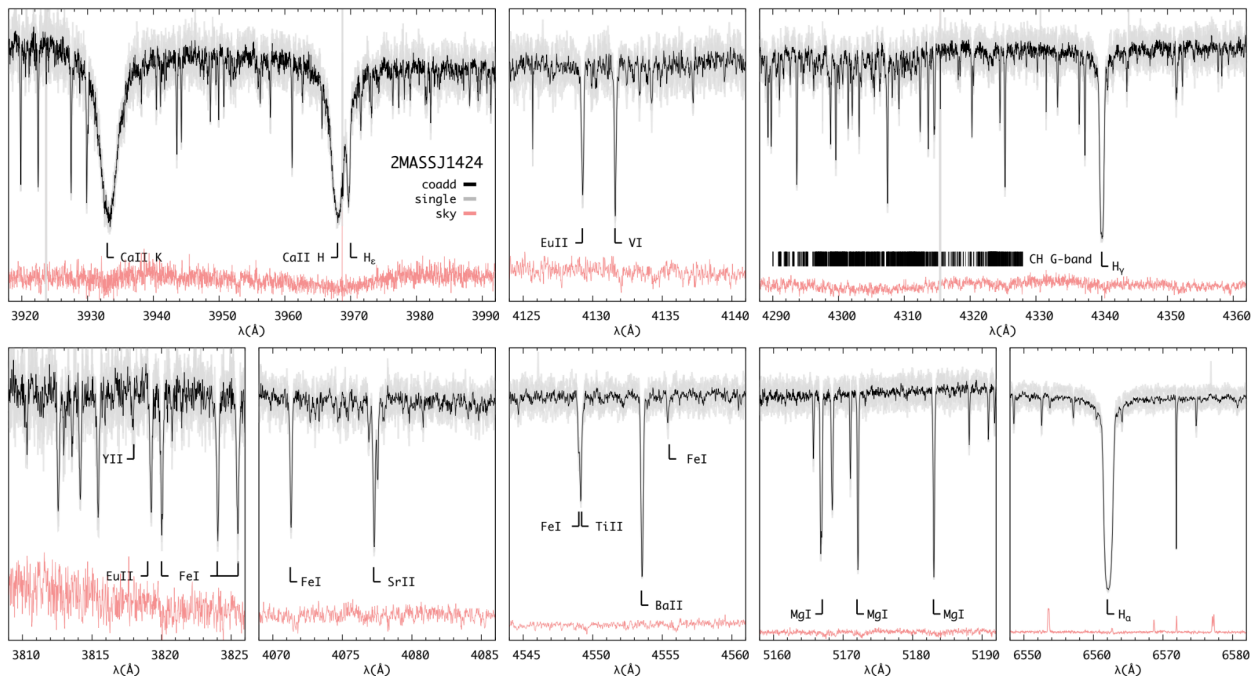 2MASSJ1424
coadd
single
sky
CaII K
CaII H
Hε
3920 3930 3940 3950 3960 3970 3980 3990
λ(Å)
EuII
VI
4125 4130 4135 4140
λ(Å)
CH G-band
Hγ
4290 4300 4310 4320 4330 4340 4350 4360
λ(Å)
YII
EuII
FeI
3810 3815 3820 3825
λ(Å)
FeI
SrII
4070 4075 4080 4085
λ(Å)
FeI
FeI
TiII
BaII
4545 4550 4555 4560
λ(Å)
MgI
MgI
MgI
5160 5170 5180 5190
λ(Å)
Hα
6550 6560 6570 6580
λ(Å)